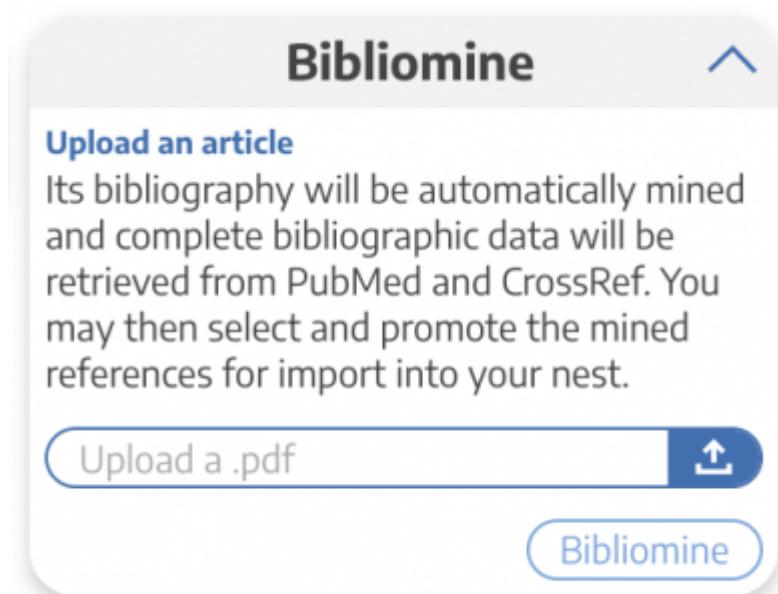 Bibliomine
Upload an article
Its bibliography will be automatically mined
and complete bibliographic data will be
retrieved from PubMed and CrossRef. You
may then select and promote the mined
references for import into your nest.
Upload a .pdf
Bibliomine